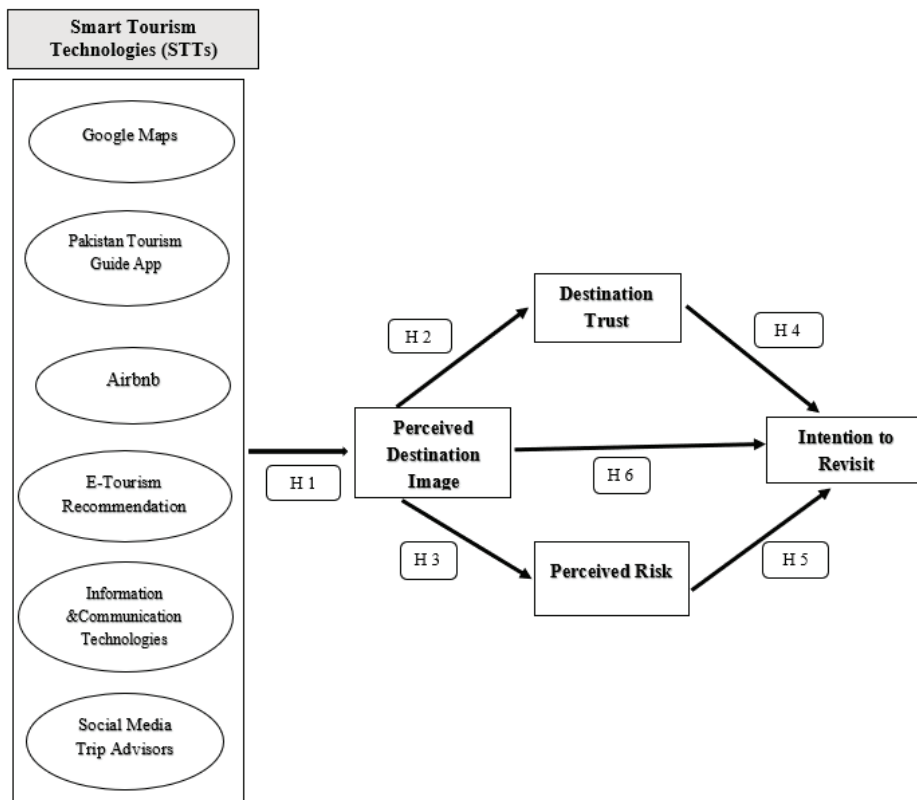 Smart Tourism
Technologies (STTs)
Google Maps
Pakistan Tourism
Guide App
Airbnb
E-Tourism
Recommendation
Information
&Communication
Technologies
Social Media
Trip Advisors
H 1
Perceived
Destination
Image
H 2
H 3
Destination
Trust
H 6
Perceived Risk
H 4
H 5
Intention to
Revisit